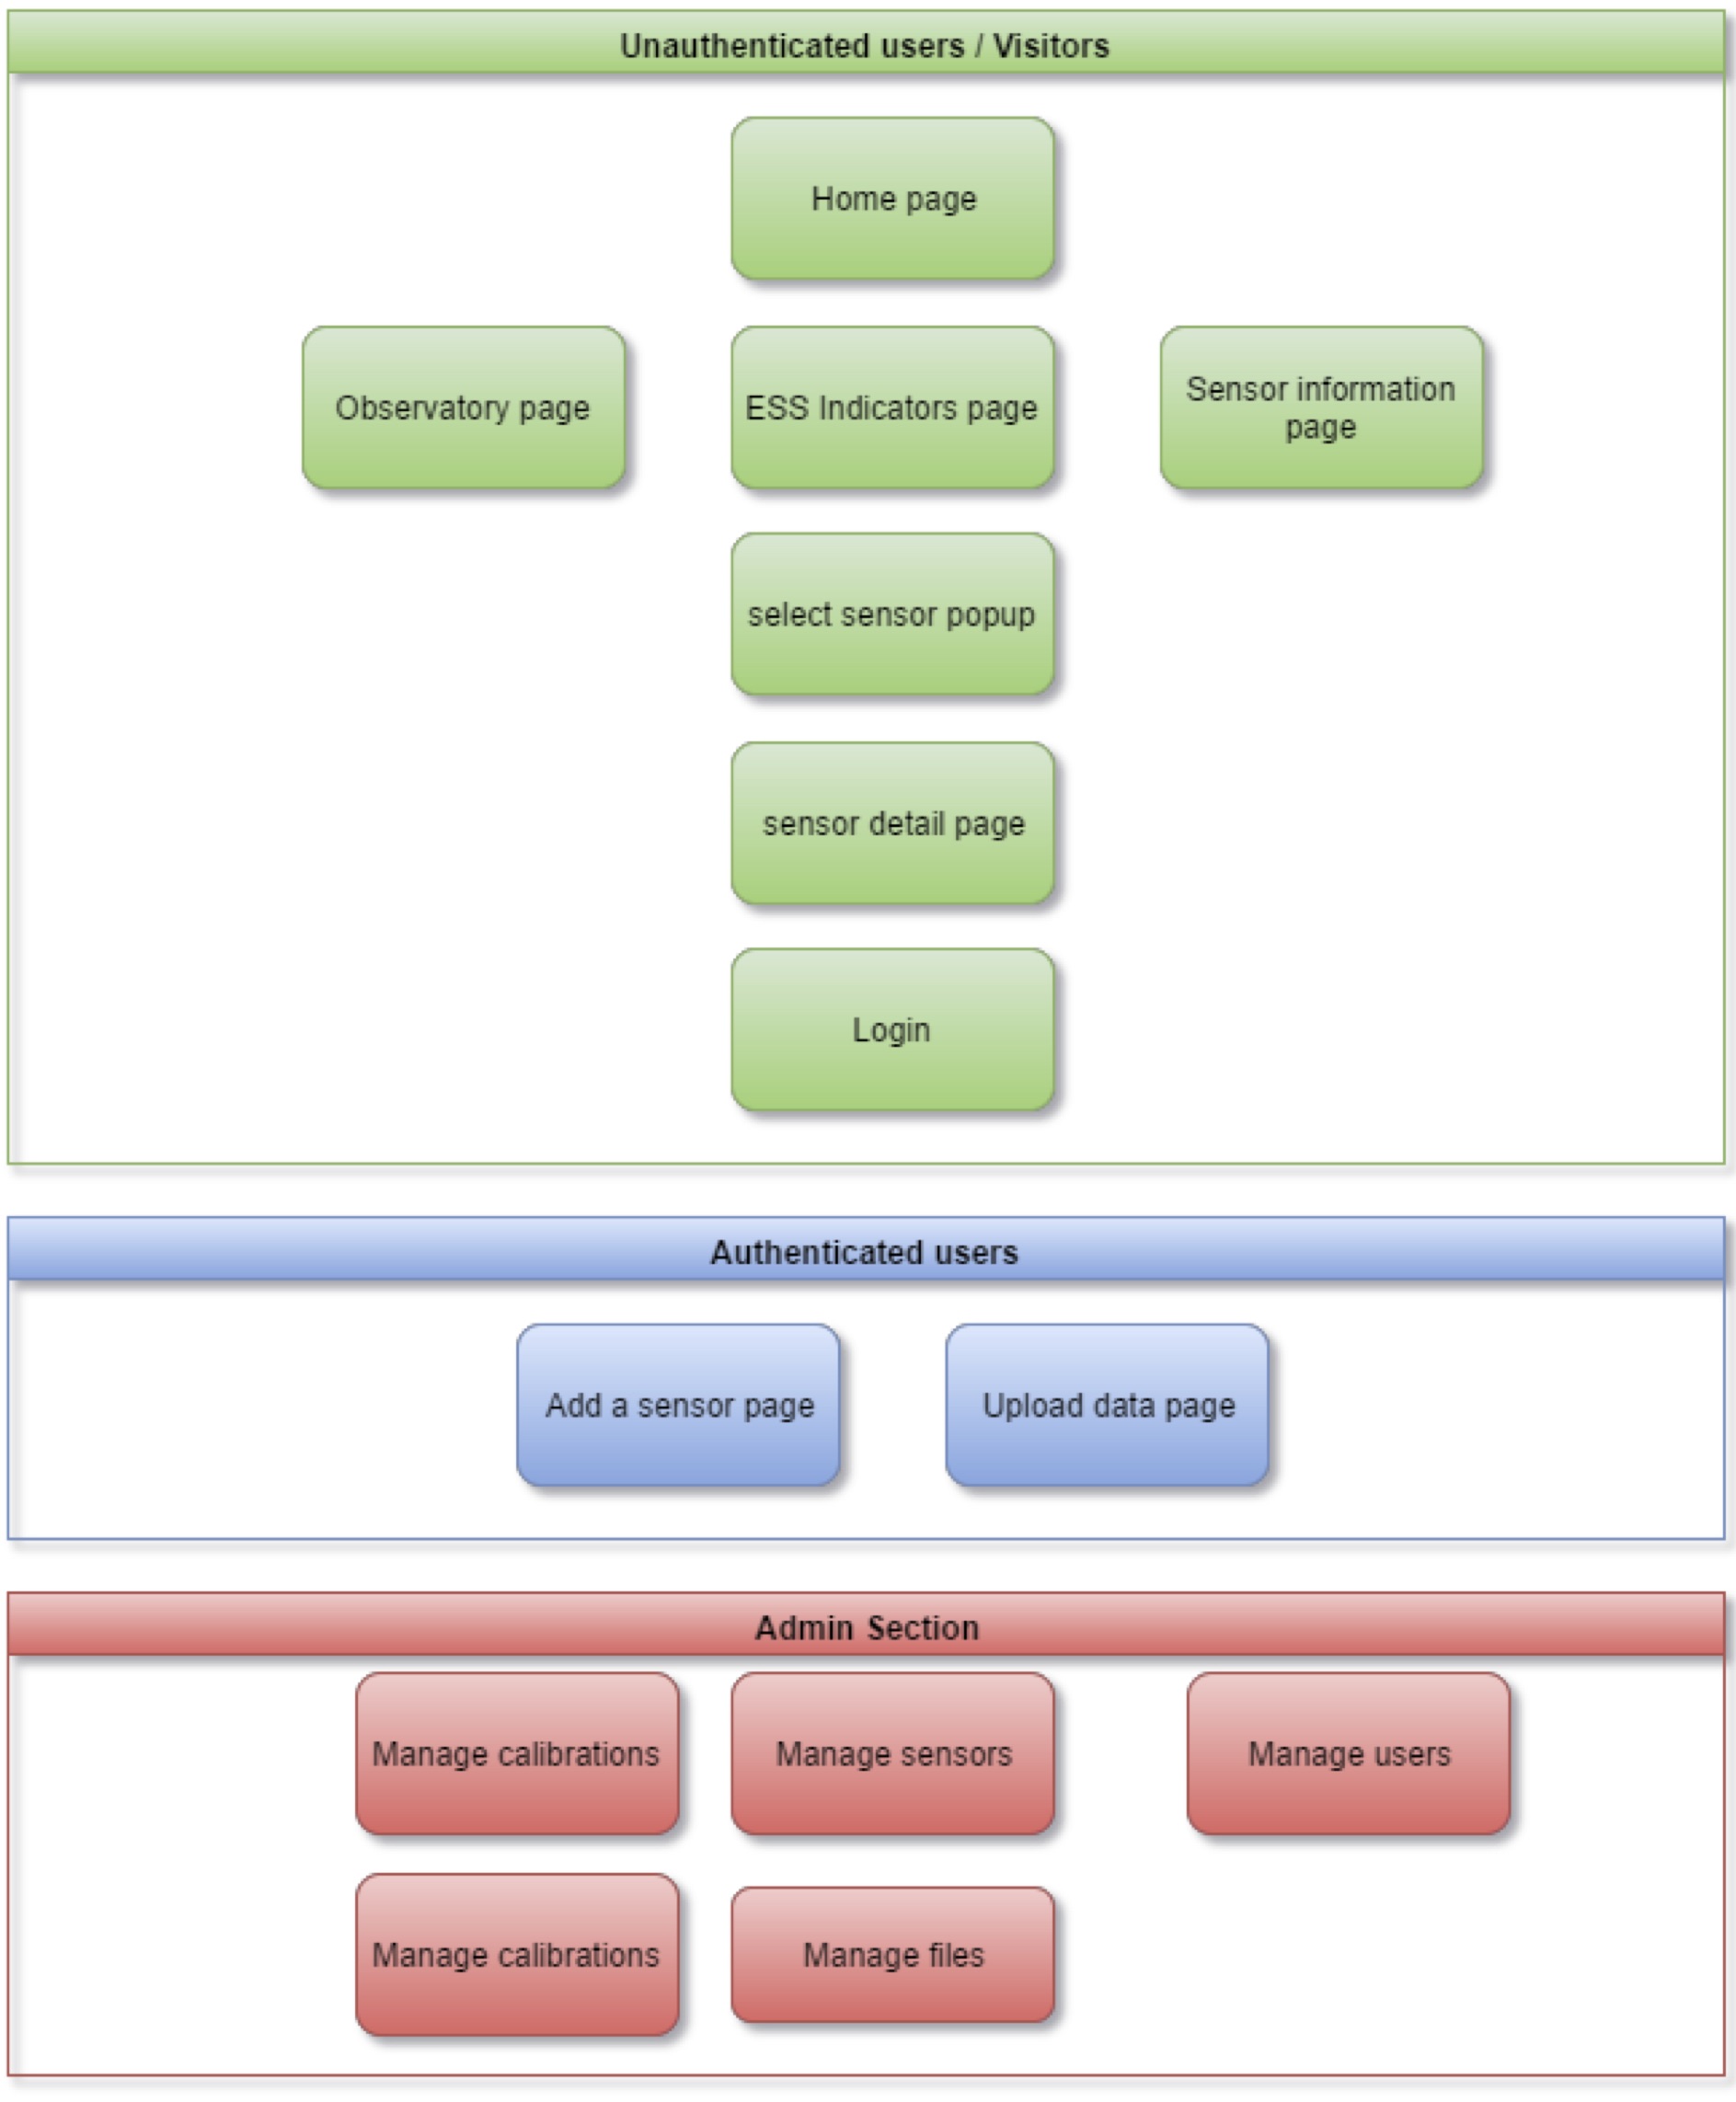 Unauthenticated users / Visitors
Home page
Observatory page
ESS Indicators page
Sensor information
page
select sensor popup
sensor detail page
Login
Authenticated users
Add a sensor page
Upload data page
Admin Section
Manage calibrations
Manage sensors
Manage users
Manage calibrations
Manage files